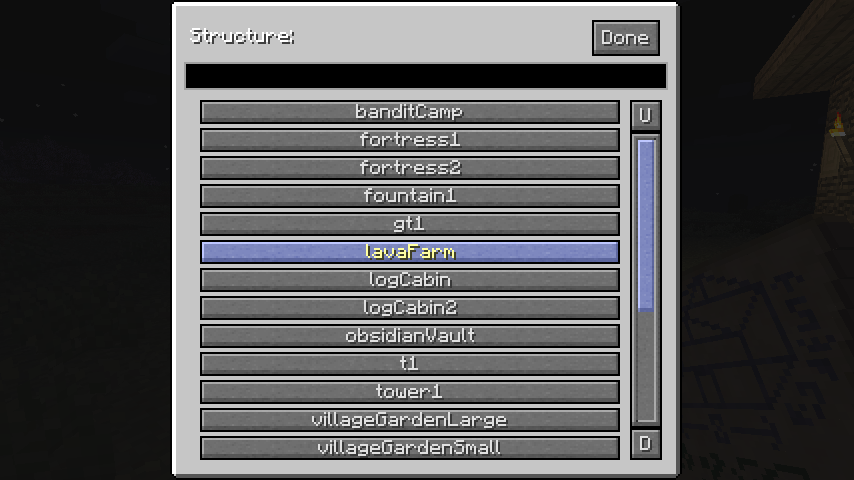 Structure:
Done
banditCamp
U
fortress1
fortress2
fountain1
gt1
lavaFarm
logCabin
logCabin2
obsidianVault
t1
tower1
villageGardenLarge
villageGardenSmall
D